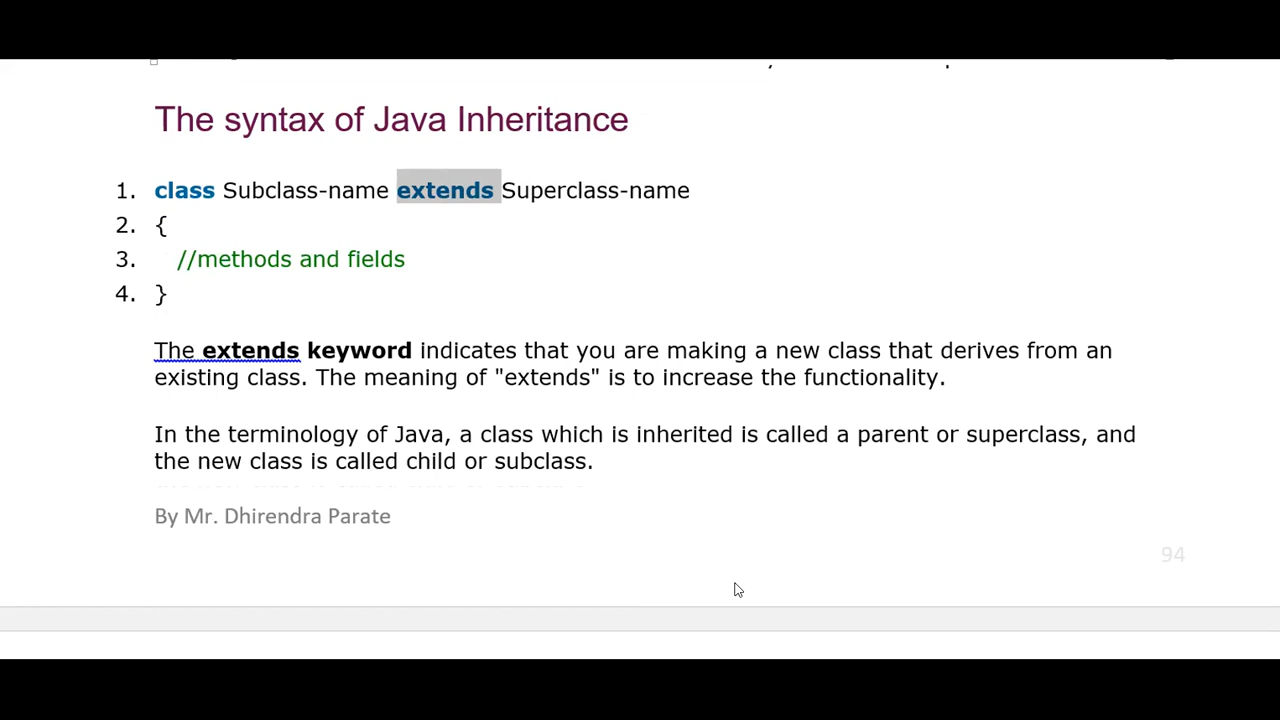 The syntax of Java Inheritance
1. class Subclass-name extends Superclass-name
2. {
3. //methods and fields
4. }
The extends keyword indicates that you are making a new class that derives from an
existing class. The meaning of "extends" is to increase the functionality.
In the terminology of Java, a class which is inherited is called a parent or superclass, and
the new class is called child or subclass.
By Mr. Dhirendra Parate
94